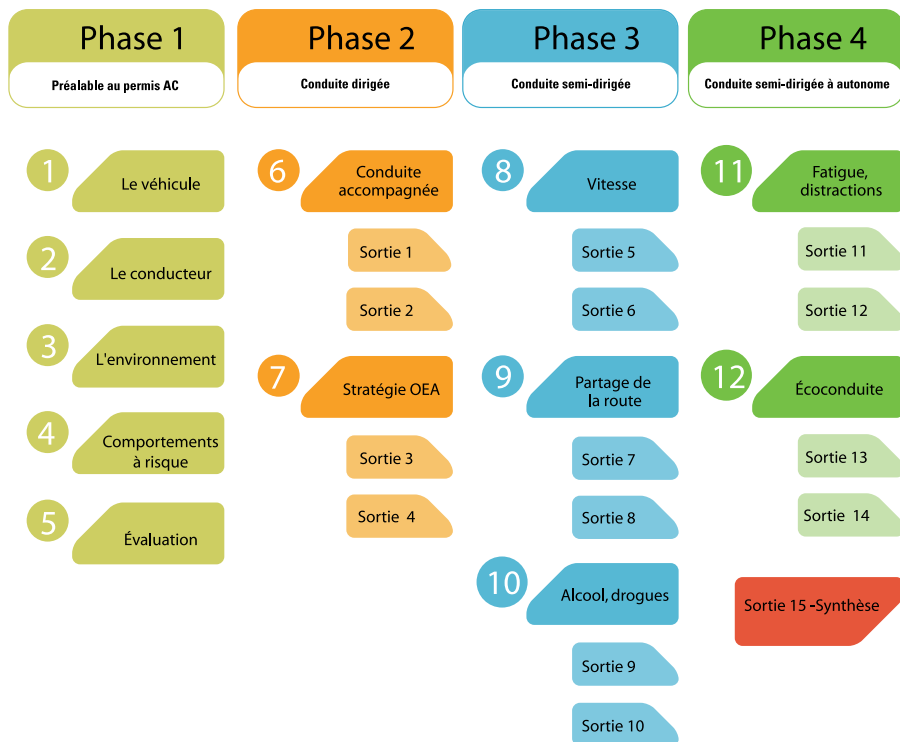 Phase 1
Préalable au permis AC
1
Le véhicule
2
Le conducteur
3
L'environnement
4
Comportements
à risque
5
Évaluation
Phase 2
Conduite dirigée
6
Conduite
accompagnée
Sortie 1
Sortie 2
7
Stratégie OEA
Sortie 3
Sortie 4
Phase 3
Conduite semi-dirigée
8
Vitesse
Sortie 5
Sortie 6
9
Partage de
la route
Sortie 7
Sortie 8
10
Alcool, drogues
Sortie 9
Sortie 10
Phase 4
Conduite semi-dirigée à autonome
11
Fatigue,
distractions
Sortie 11
Sortie 12
12
Écoconduite
Sortie 13
Sortie 14
Sortie 15 -Synthèse